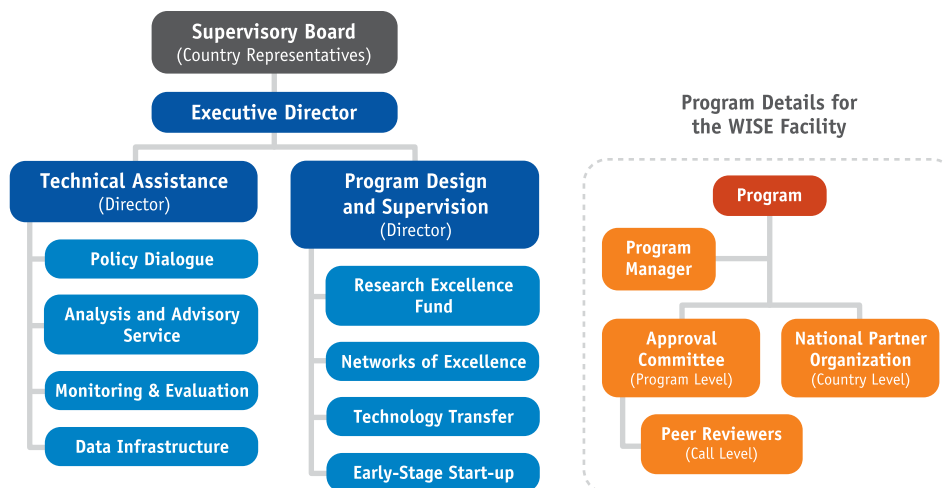 Supervisory Board
(Country Representatives)
Executive Director
Technical Assistance
(Director)
Policy Dialogue
Analysis and Advisory
Service
Monitoring & Evaluation
Data Infrastructure
Program Design
and Supervision
(Director)
Research Excellence
Fund
Networks of Excellence
Technology Transfer
Early-Stage Start-up
Program Details for
the WISE Facility
Program
Program
Manager
Approval
Committee
(Program Level)
National Partner
Organization
(Country Level)
Peer Reviewers
(Call Level)